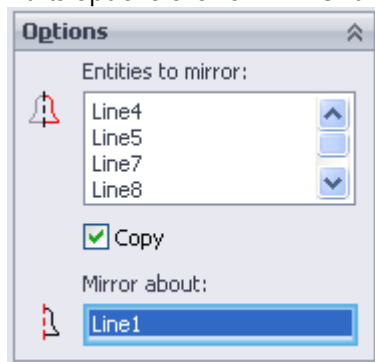 Options
Entities to mirror:
Line4
Line5
Line7
Line8
Copy
Mirror about:
Line1